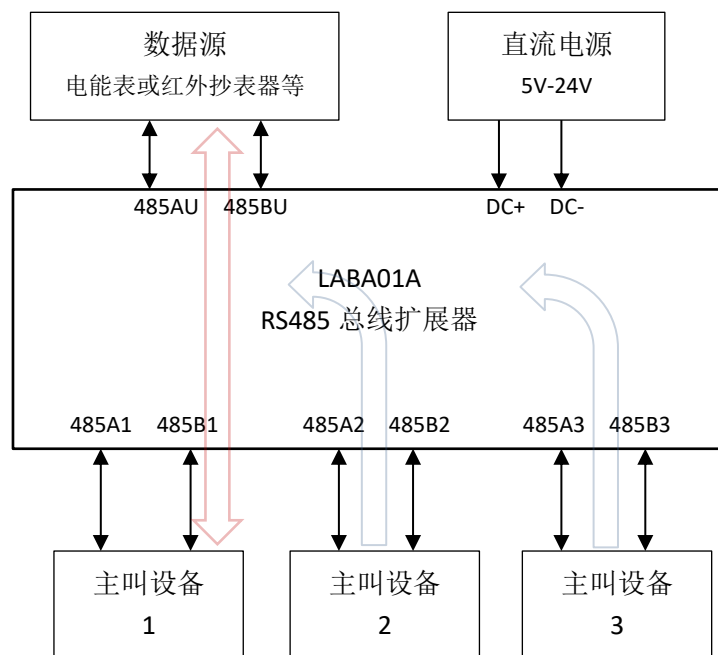 数据源
电能表或红外抄表器等
直流电源
5V-24V
485AU
485BU
DC+
DC-
LABA01A
RS485 总线扩展器
485A1
485B1
485A2
485B2
485A3
485B3
主叫设备
1
主叫设备
2
主叫设备
3